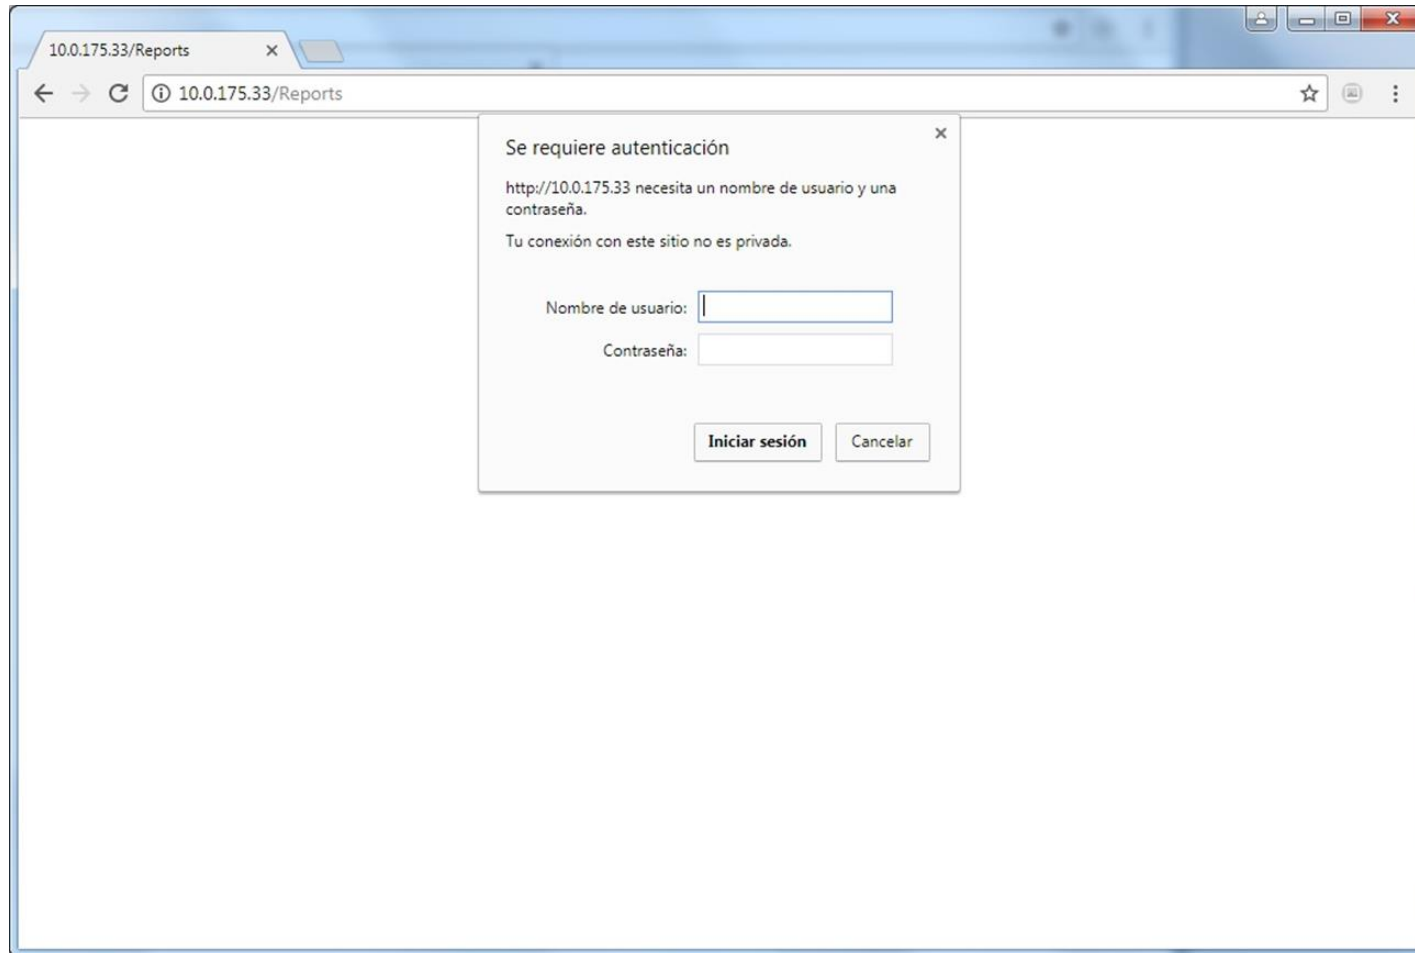 10.0.175.33/Reports
10.0.175.33/Reports
Se requiere autenticación
http://10.0.175.33 necesita un nombre de usuario y una
contraseña.
Tu conexión con este sitio no es privada.
Nombre de usuario:
Contraseña:
Iniciar sesión Cancelar